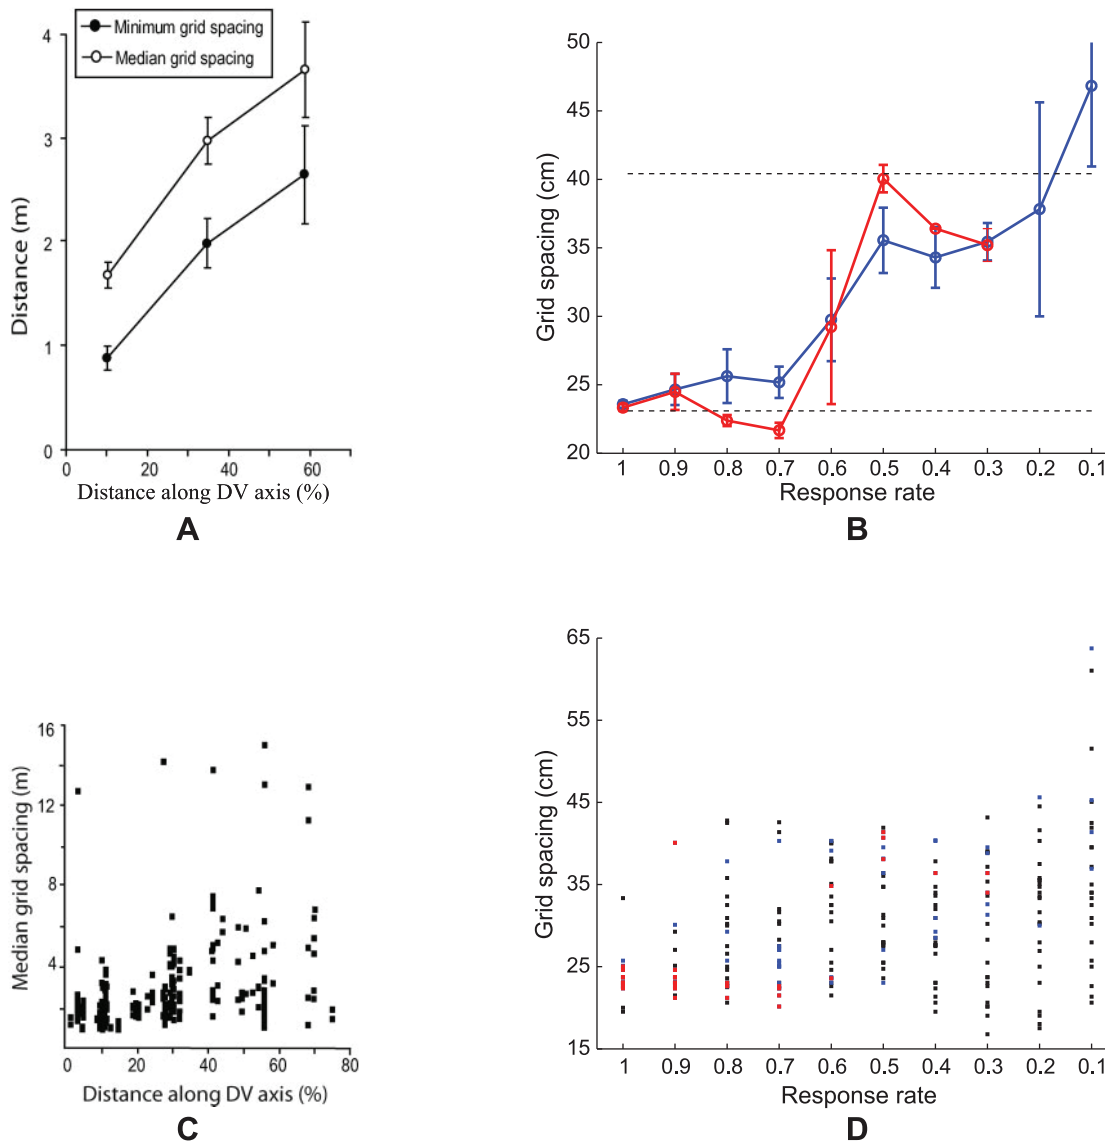 Minimum grid spacing
Median grid spacing
4
3
2
1
0
Distance (m)
0 20 40 60
Distance along DV axis (%)
A
50
45
40
35
30
25
20
Grid spacing (cm)
1 0.9 0.8 0.7 0.6 0.5 0.4 0.3 0.2 0.1
Response rate
B
16
12
8
4
Median grid spacing (m)
0 20 40 60 80
Distance along DV axis (%)
C
65
55
45
35
25
15
Grid spacing (cm)
1 0.9 0.8 0.7 0.6 0.5 0.4 0.3 0.2 0.1
Response rate
D